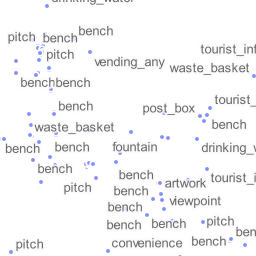 drinking_water
pitch
bench
bench
pitch
tourist_inf
vending_any
waste_basket
bench
bench
bench
post_box
tourist_
waste_basket
bench
bench
bench
fountain
drinking_w
bench
bench
tourist_i
pitch
artwork
bench
viewpoint
bench
bench
bench
pitch
pitch
convenience
bench
ben